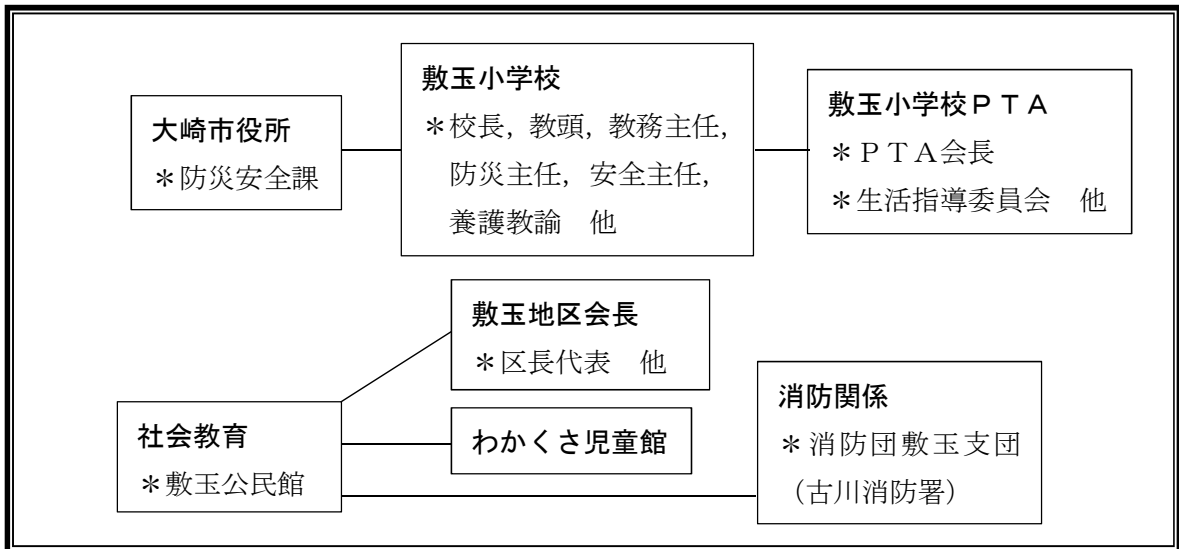 大崎市役所
＊防災安全課
敷玉小学校
＊校長，教頭，教務主任，
防災主任，安全主任，
養護教諭　他
敷玉小学校ＰＴＡ
＊ＰＴＡ会長
＊生活指導委員会　他
敷玉地区会長
＊区長代表　他
社会教育
＊敷玉公民館
わかくさ児童館
消防関係
＊消防団敷玉支団
（古川消防署）